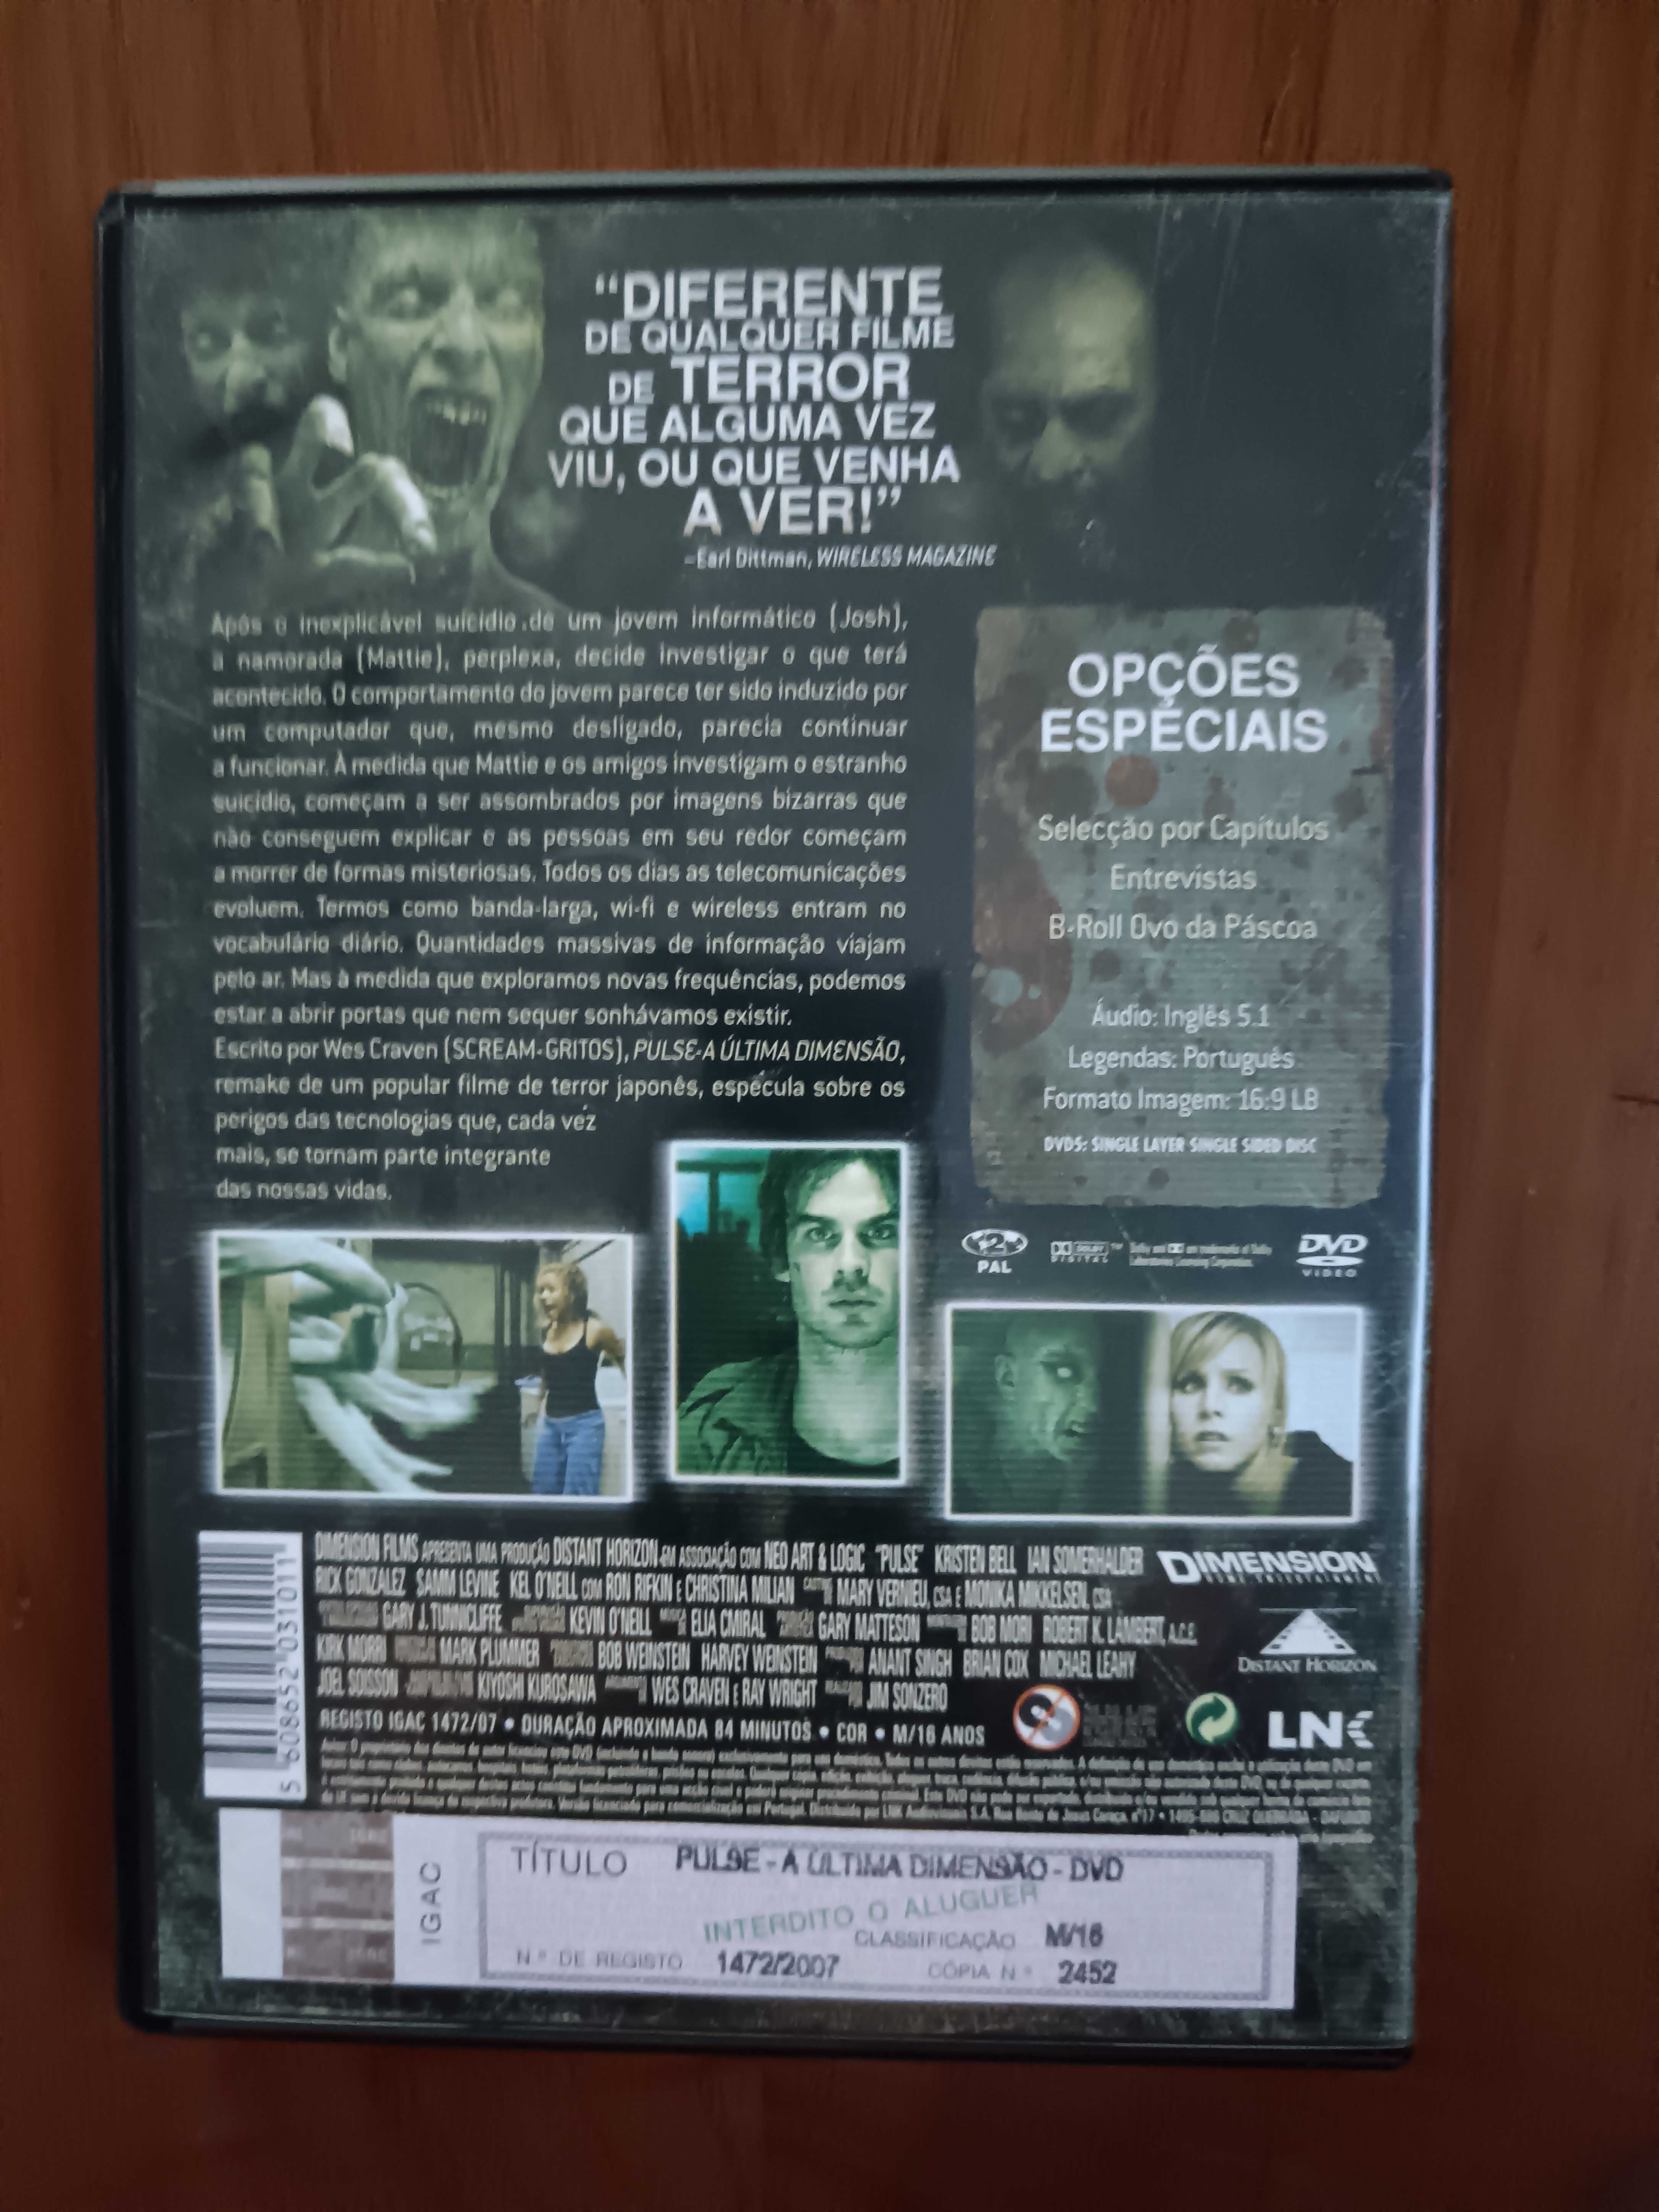 “DIFERENTE
DE QUALQUER FILME
DE TERROR
QUE ALGUMA VEZ
VIU, OU QUE VENHA
A VER!”
–Earl Dittman, WIRELESS MAGAZINE
Após o inexplicável suicídio de um jovem informático (Josh),
a namorada (Mattie), perplexa, decide investigar o que terá
acontecido. O comportamento do jovem parece ter sido induzido por
um computador que, mesmo desligado, parecia continuar
a funcionar. À medida que Mattie e os amigos investigam o estranho
suicídio, começam a ser assombrados por imagens bizarras que
não conseguem explicar e as pessoas em seu redor começam
a morrer de formas misteriosas. Todos os dias as telecomunicações
evoluem. Termos como banda-larga, wi-fi e wireless entram no
vocabulário diário. Quantidades massivas de informação viajam
pelo ar. Mas à medida que exploramos novas frequências, podemos
estar a abrir portas que nem sequer sonhávamos existir.
Escrito por Wes Craven (SCREAM-GRITOS), PULSE-A ÚLTIMA DIMENSÃO,
remake de um popular filme de terror japonês, especula sobre os
perigos das tecnologias que, cada vez
mais, se tornam parte integrante
das nossas vidas.
OPÇÕES
ESPECIAIS
Selecção por Capítulos
Entrevistas
B-Roll Ovo da Páscoa
Áudio: Inglês 5.1
Legendas: Português
Formato Imagem: 16:9 LB
DVD5: SINGLE LAYER SINGLE SIDED DISC
2
PAL
DOLBY
DIGITAL
DVD
VIDEO
DIMENSION FILMS APRESENTA UMA PRODUÇÃO DISTANT HORIZON EM ASSOCIAÇÃO COM NEO ART & LOGIC "PULSE" KRISTEN BELL IAN SOMERHALDER
RICK GONZALEZ SAMM LEVINE KEL O'NEILL COM RON RIFKIN E CHRISTINA MILIAN MARY VERNIEU, CSA E MONIKA MIKKELSEN, CSA
GARY J. TUNNICLIFFE KEVIN O'NEILL ELIA CMIRAL GARY MATTESON BOB MORI ROBERT K. LAMBERT, A.C.E.
KIRK MORRI MARK PLUMMER BOB WEINSTEIN HARVEY WEINSTEIN ANANT SINGH BRIAN COX MICHAEL LEAHY
JOEL SOISSON KIYOSHI KUROSAWA WES CRAVEN E RAY WRIGHT JIM SONZERO
REGISTO IGAC 1472/07 • DURAÇÃO APROXIMADA 84 MINUTOS • COR • M/16 ANOS
DIMENSION
DISTANT HORIZON
LNK
5 608652 031011
IGAC
TÍTULO PULSE - A ÚLTIMA DIMENSÃO - DVD
INTERDITO O ALUGUER
CLASSIFICAÇÃO M/16
N.º DE REGISTO 1472/2007 CÓPIA N.º 2452